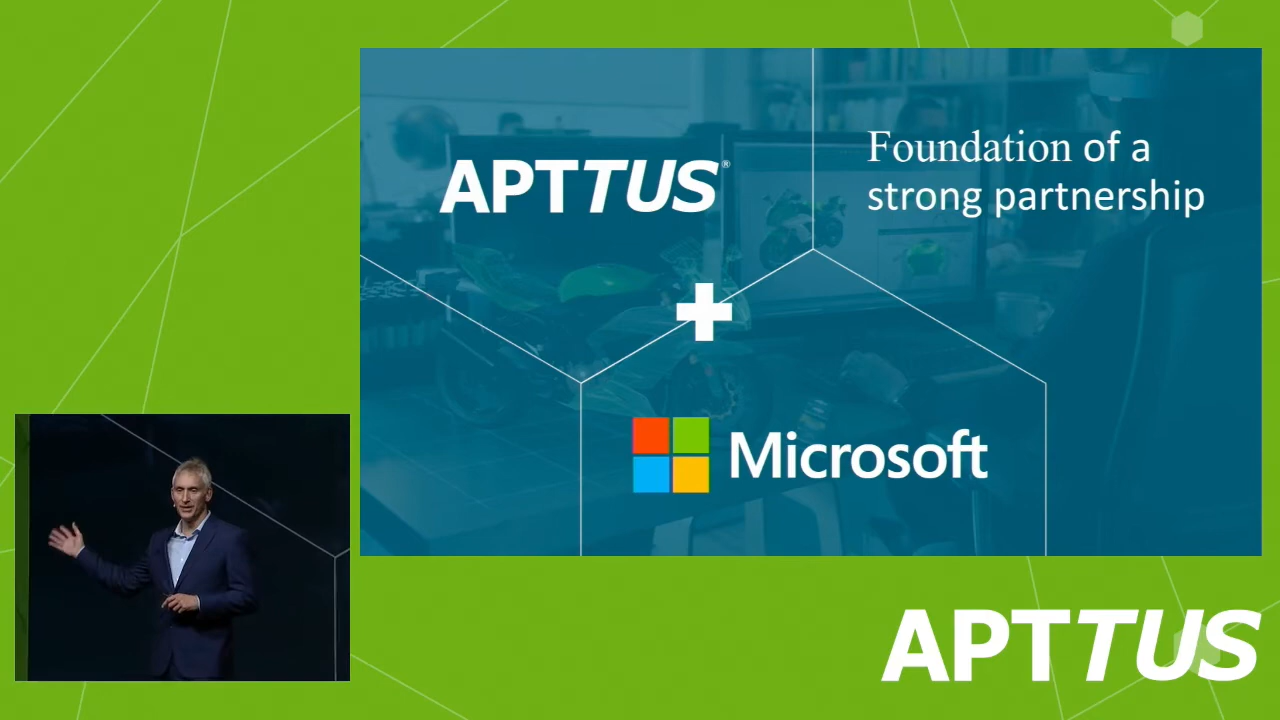 APTTUS®
Foundation of a
strong partnership
Microsoft
APTTUS